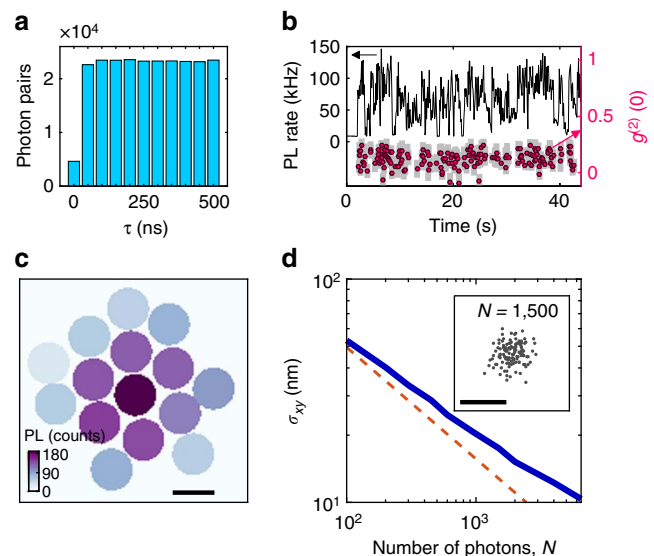 a
×10⁴
Photon pairs
2
1
0
0
250
500
τ (ns)
b
PL rate (kHz)
150
100
50
0
1
0.5
0
g⁽²⁾ (0)
0
20
40
Time (s)
c
PL (counts)
180
90
0
d
10²
σxy (nm)
10¹
N = 1,500
10²
10³
Number of photons, N